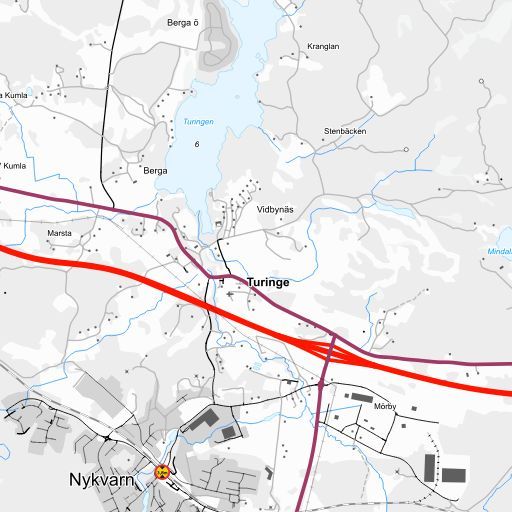 Berga ö
Kranglan
a Kumla
Turingen
Stenbäcken
6
Kumla
Berga
Vidbynäs
Marsta
Mindal
Turinge
Mörby
Nykvarn